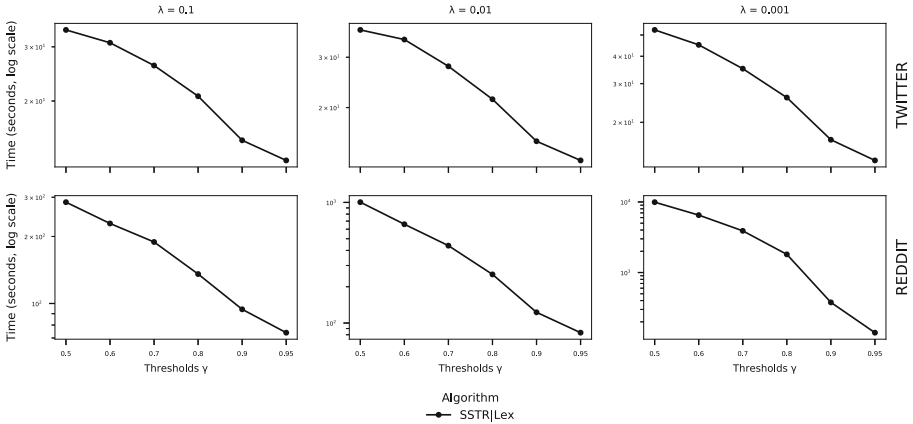 λ = 0.1
λ = 0.01
λ = 0.001
Time (seconds, log scale)
3 × 10¹
2 × 10¹
3 × 10¹
2 × 10¹
4 × 10¹
3 × 10¹
2 × 10¹
TWITTER
Time (seconds, log scale)
3 × 10²
2 × 10²
10²
10³
10²
10⁴
10³
REDDIT
0.5 0.6 0.7 0.8 0.9 0.95
0.5 0.6 0.7 0.8 0.9 0.95
0.5 0.6 0.7 0.8 0.9 0.95
Thresholds γ
Thresholds γ
Thresholds γ
Algorithm
SSTR|Lex